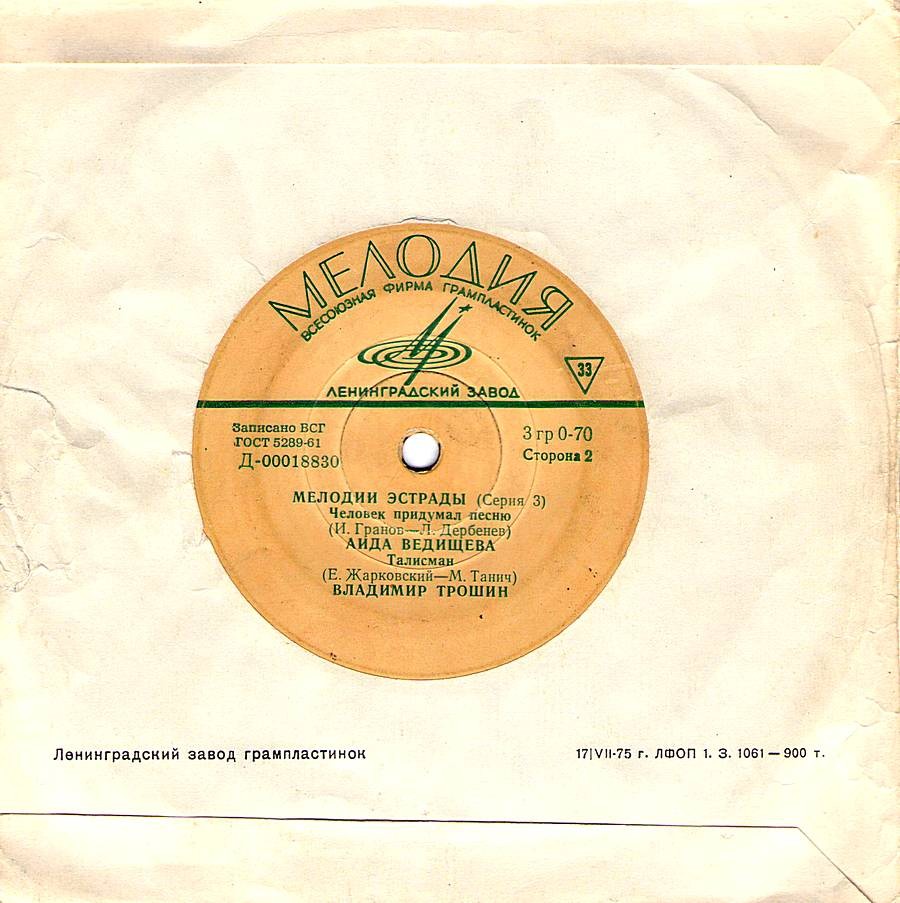 МЕЛОДИЯ
ВСЕСОЮЗНАЯ ФИРМА ГРАМПЛАСТИНОК
ЛЕНИНГРАДСКИЙ ЗАВОД
33
Записано ВСГ
ГОСТ 5289-61
Д-00018830
3 гр 0-70
Сторона 2
МЕЛОДИИ ЭСТРАДЫ (Серия 3)
Человек придумал песню
(И. Гранов—Л. Дербенев)
АИДА ВЕДИЩЕВА
Талисман
(Е. Жарковский—М. Танич)
ВЛАДИМИР ТРОШИН
Ленинградский завод грампластинок
17|VII-75 г. ЛФОП 1. З. 1061 — 900 т.